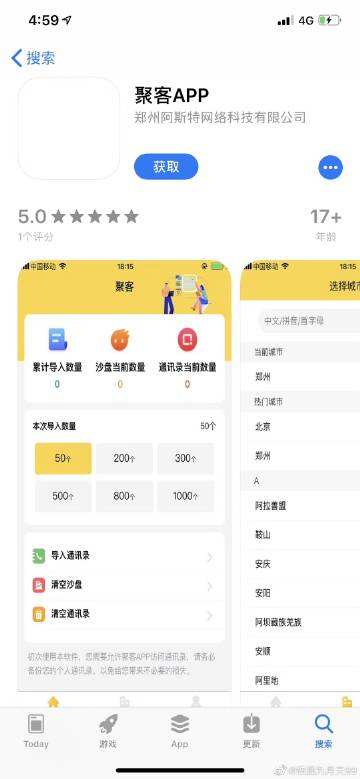 4:59
4G
搜索
聚客APP
郑州阿斯特网络科技有限公司
获取
5.0
17+
1个评分
年龄
中国移动
18:15
中国移动
18:15
聚客
选择城市
累计导入数量
沙盘当前数量
通讯录当前数量
0
0
0
中文/拼音/首字母
当前城市
郑州
热门城市
北京
郑州
A
阿拉善盟
鞍山
安庆
安阳
阿坝藏族羌族
安顺
阿里地
本次导入数量
50个
50个
200个
300个
500个
800个
1000个
导入通讯录
清空沙盘
清空通讯录
初次使用本软件，您需要允许聚客APP访问通讯录，请务必
备份您的个人通讯录，以免给您带来不必要的损失。
Today
游戏
App
更新
搜索